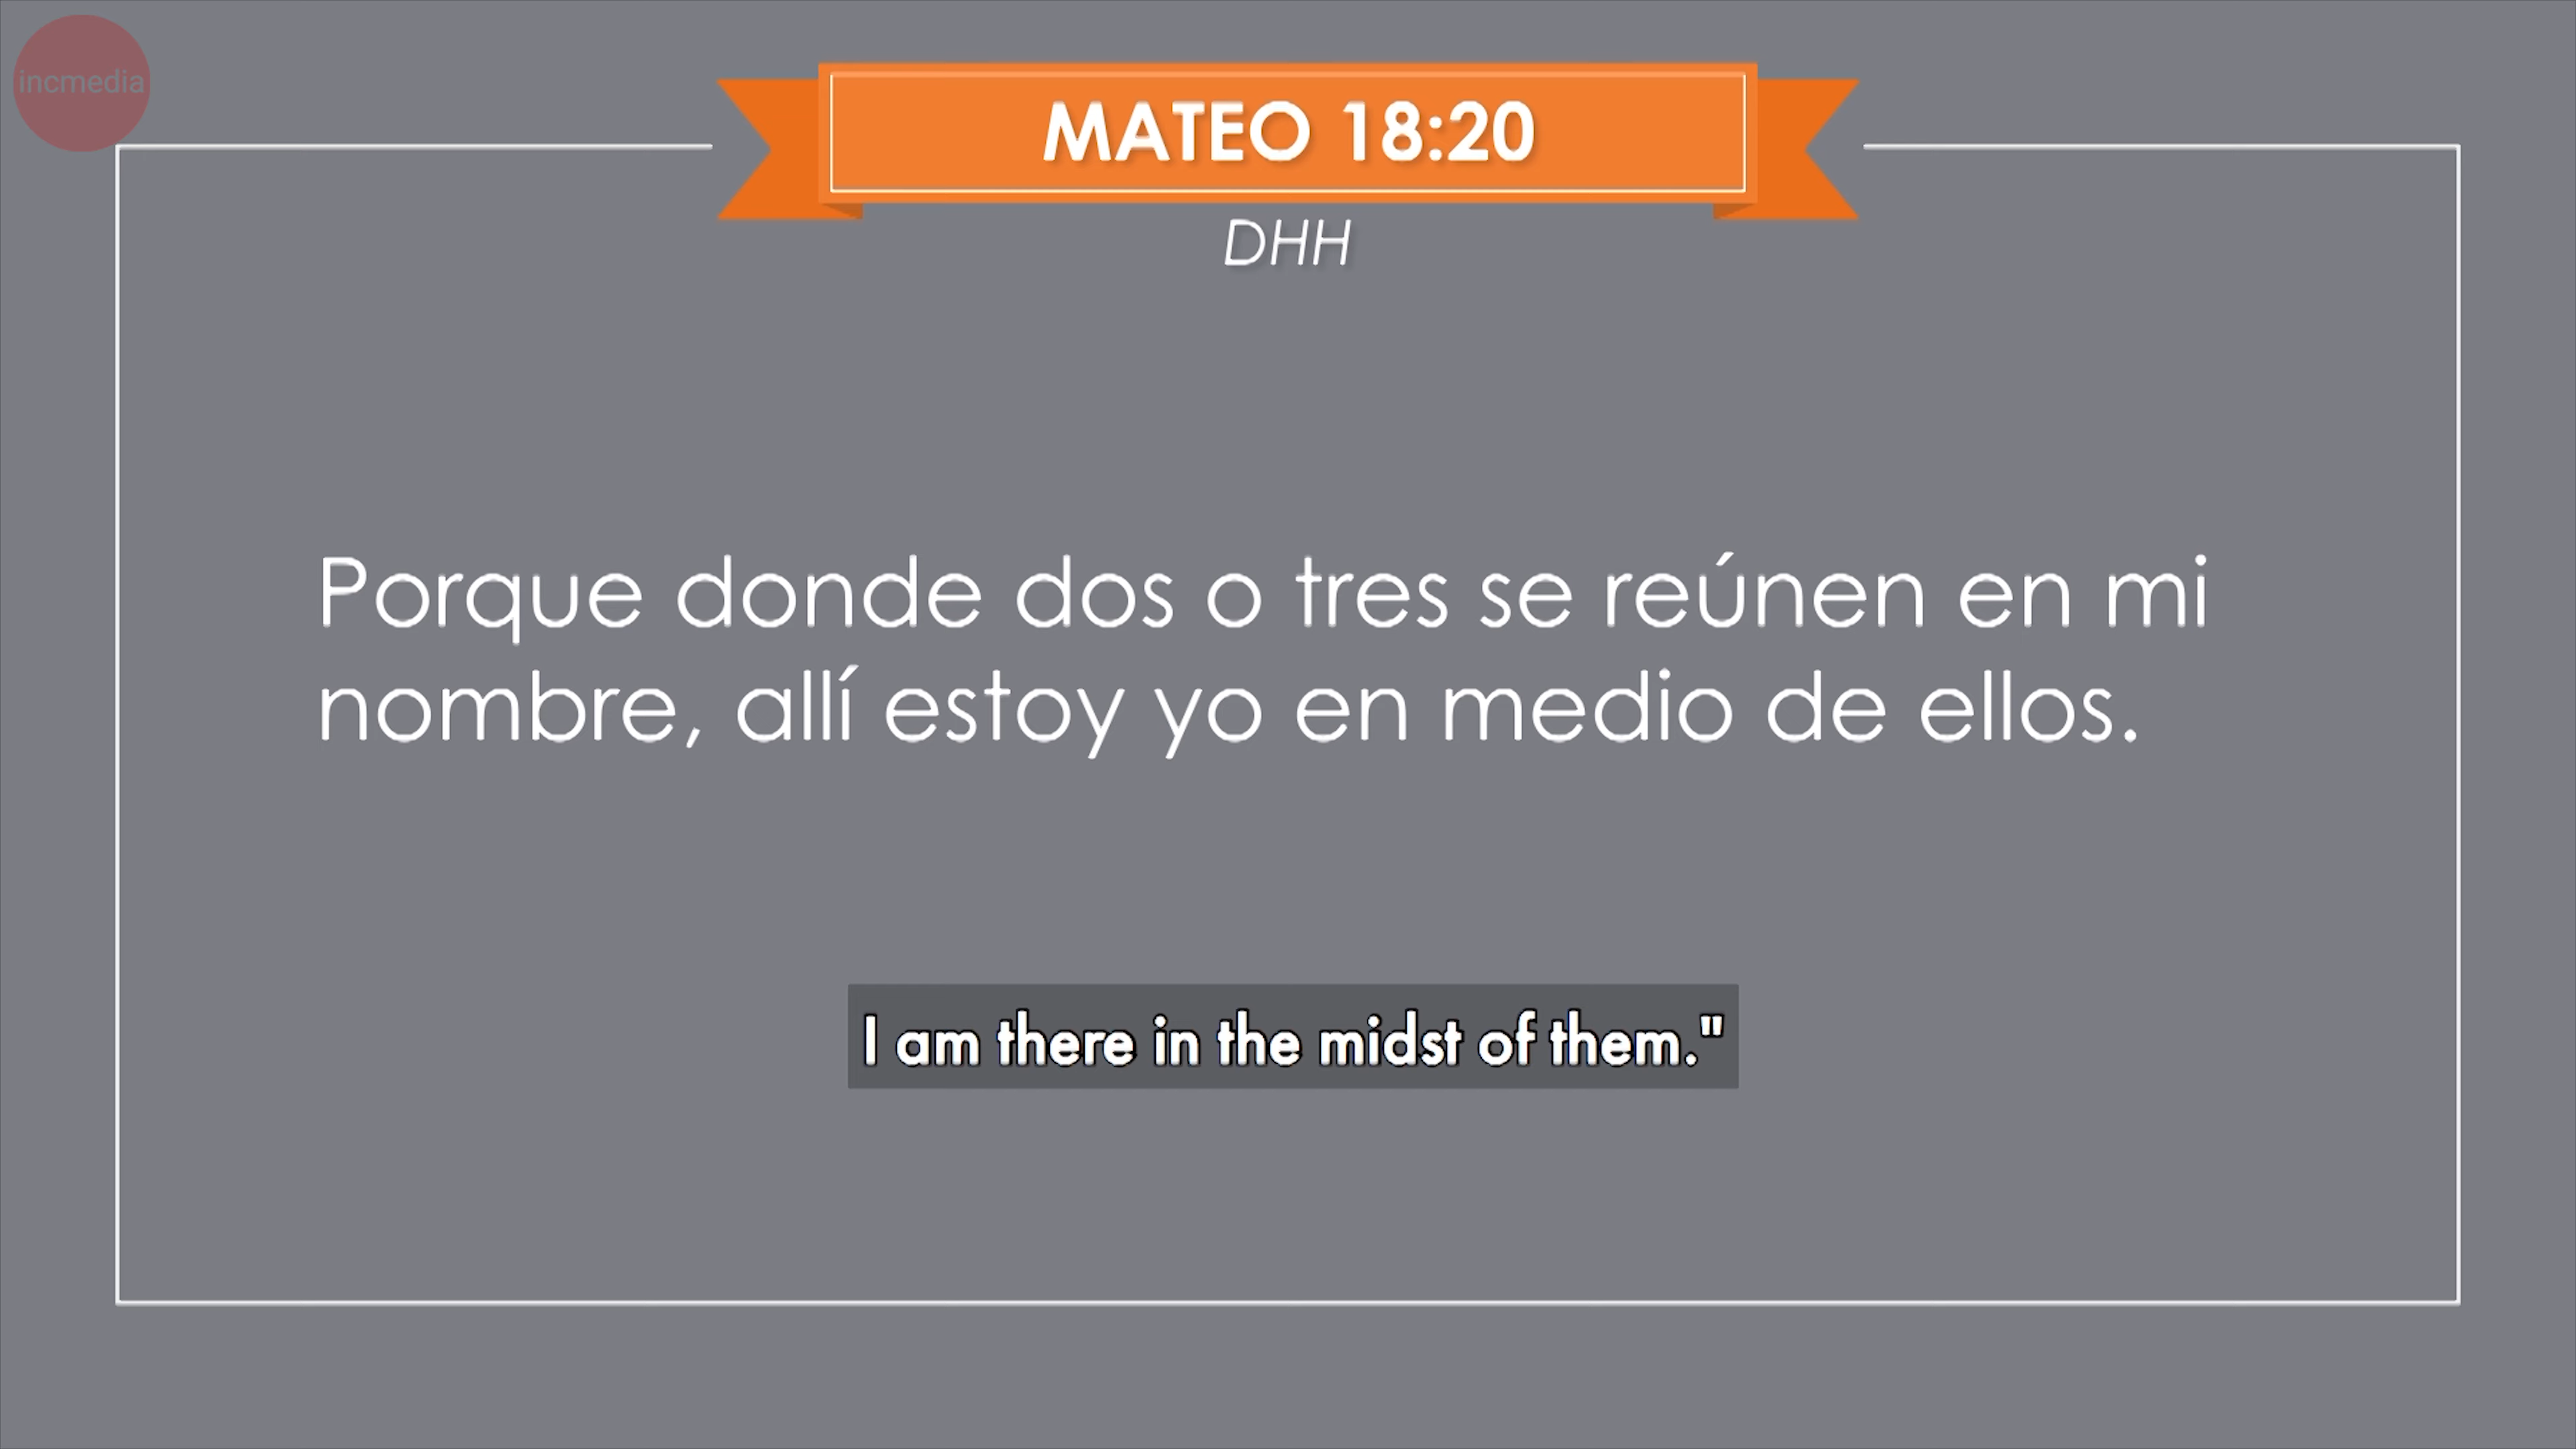 incmedia
MATEO 18:20
DHH
Porque donde dos o tres se reúnen en mi
nombre, allí estoy yo en medio de ellos.
I am there in the midst of them."